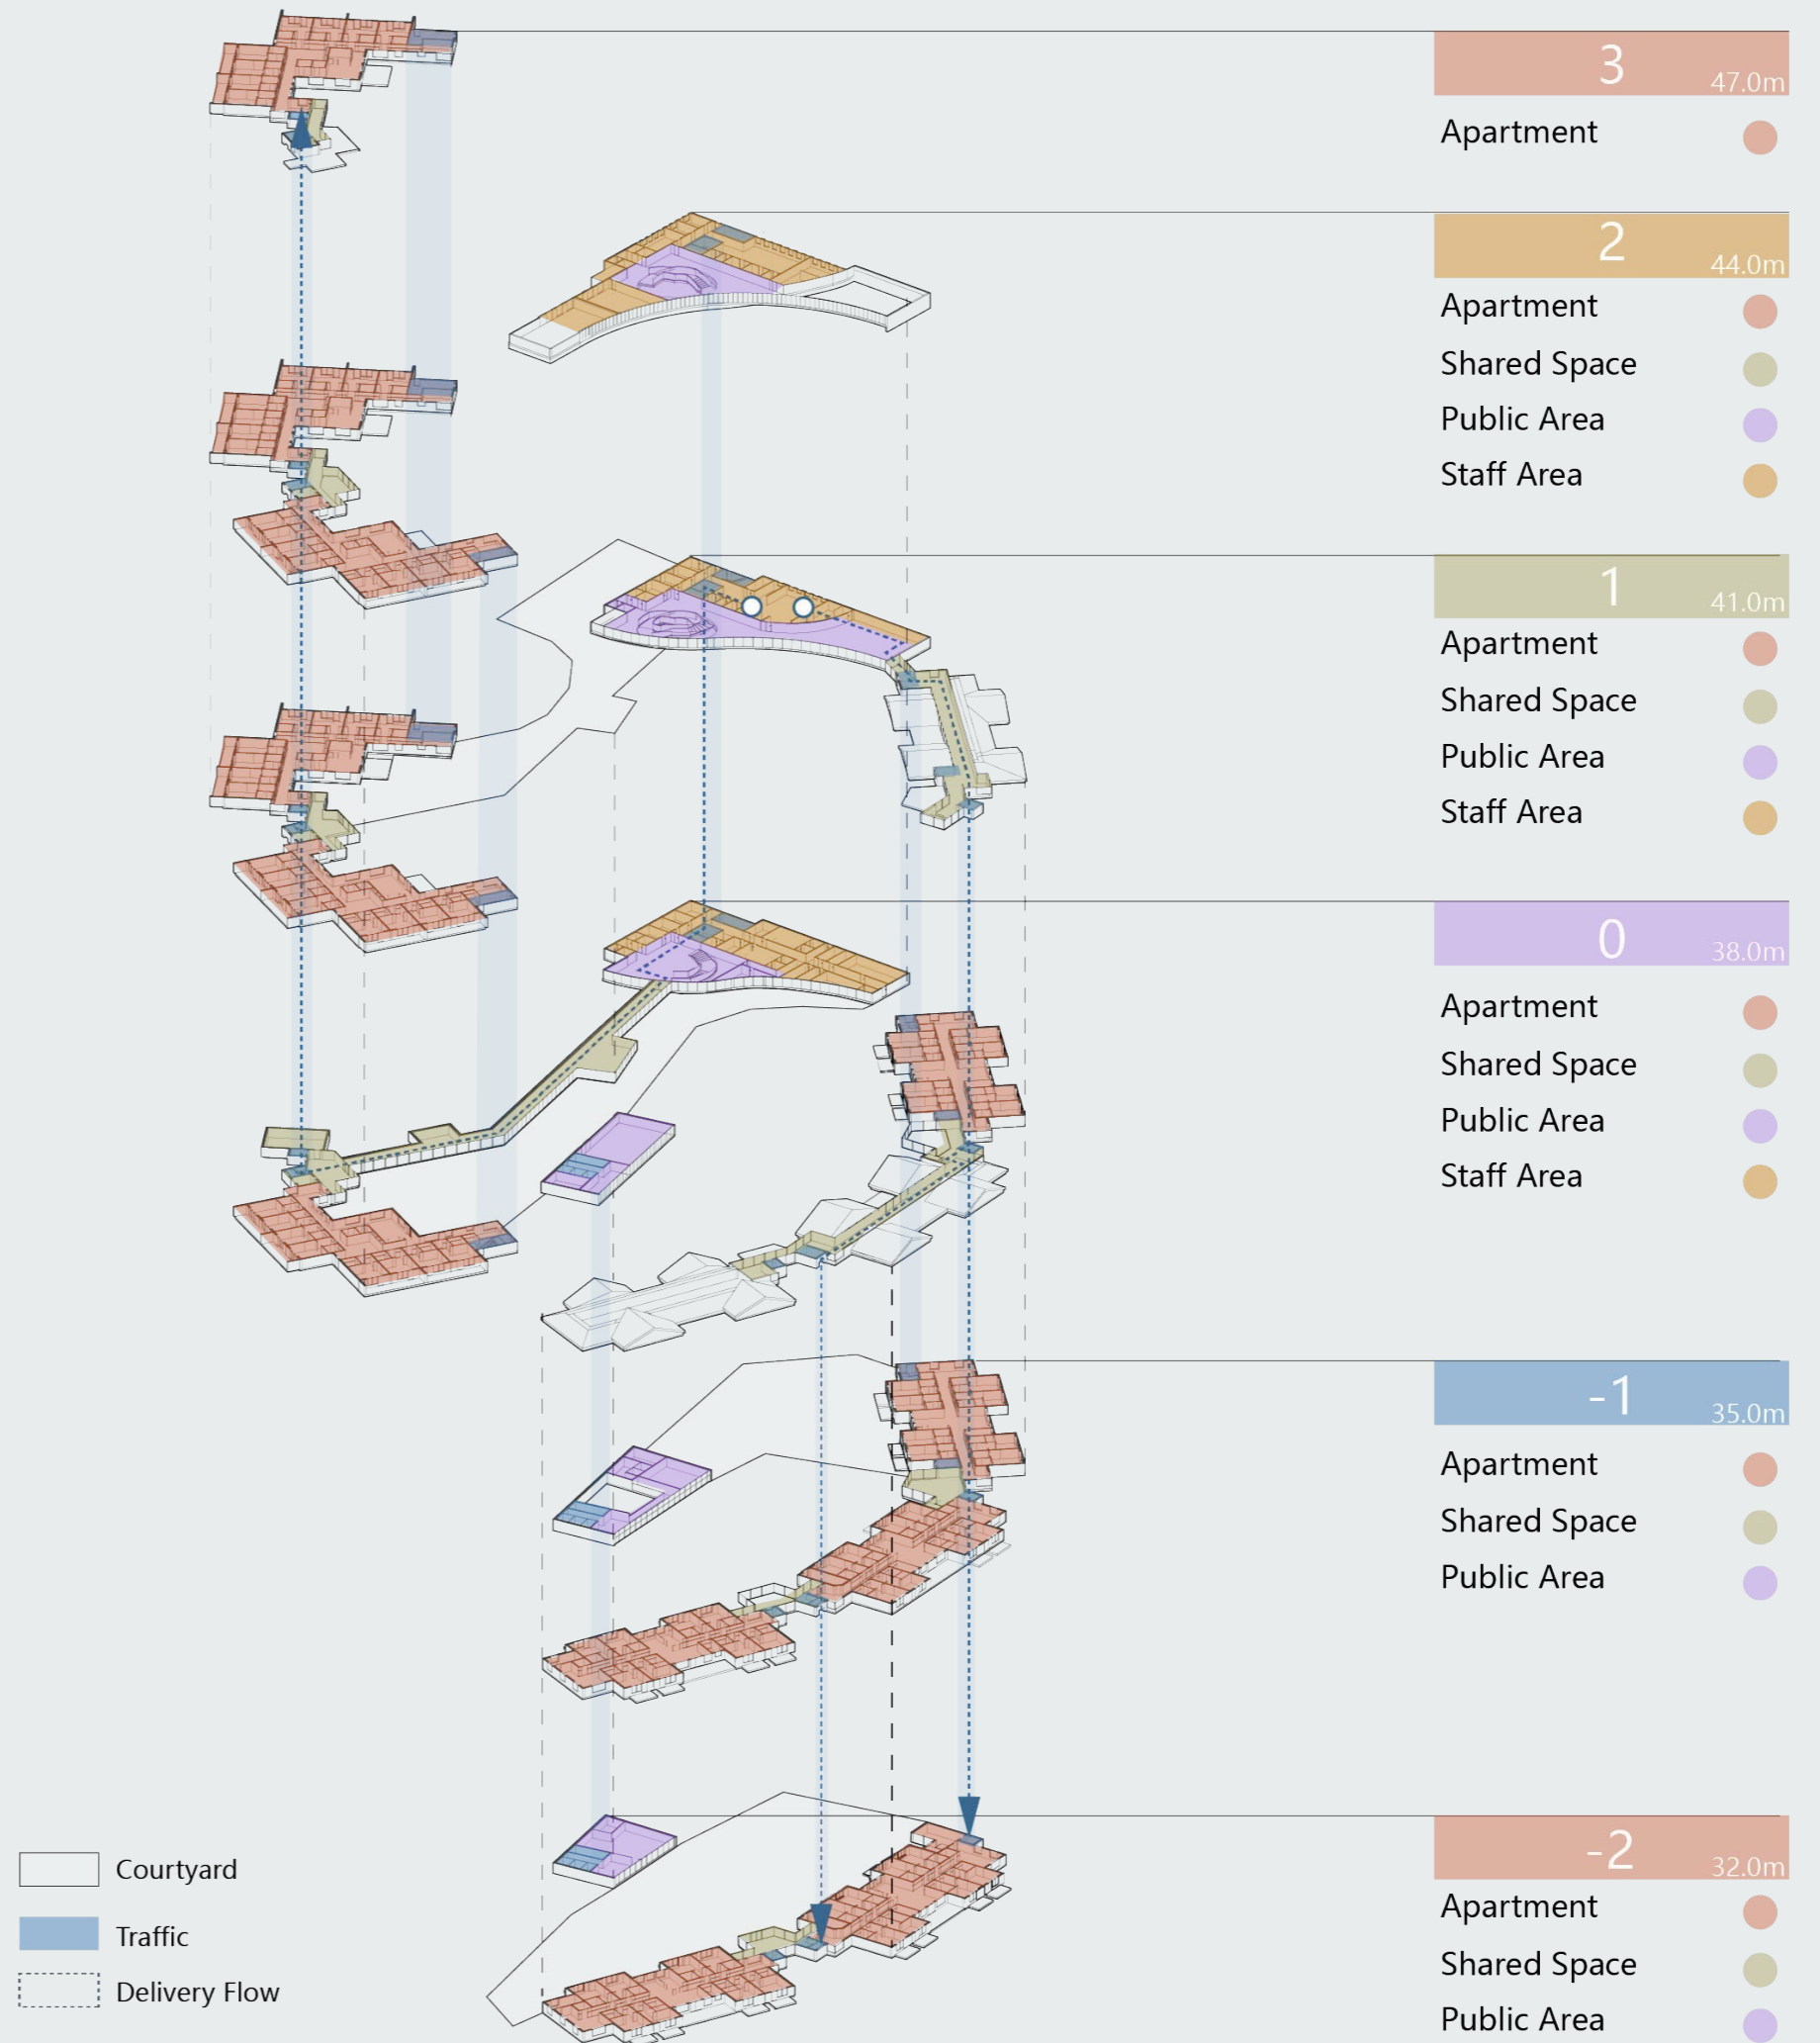 3
47.0m
Apartment
2
44.0m
Apartment
Shared Space
Public Area
Staff Area
1
41.0m
Apartment
Shared Space
Public Area
Staff Area
0
38.0m
Apartment
Shared Space
Public Area
Staff Area
-1
35.0m
Apartment
Shared Space
Public Area
-2
32.0m
Apartment
Shared Space
Public Area
Courtyard
Traffic
Delivery Flow